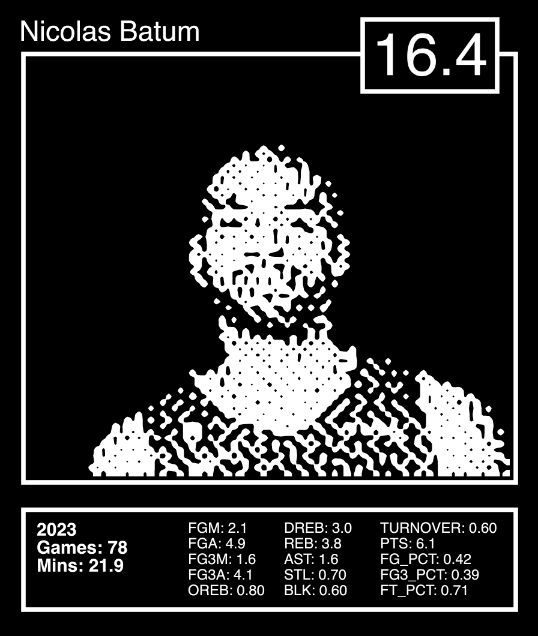 Nicolas Batum
16.4
2023
Games: 78
Mins: 21.9
FGM: 2.1
FGA: 4.9
FG3M: 1.6
FG3A: 4.1
OREB: 0.80
DREB: 3.0
REB: 3.8
AST: 1.6
STL: 0.70
BLK: 0.60
TURNOVER: 0.60
PTS: 6.1
FG_PCT: 0.42
FG3_PCT: 0.39
FT_PCT: 0.71